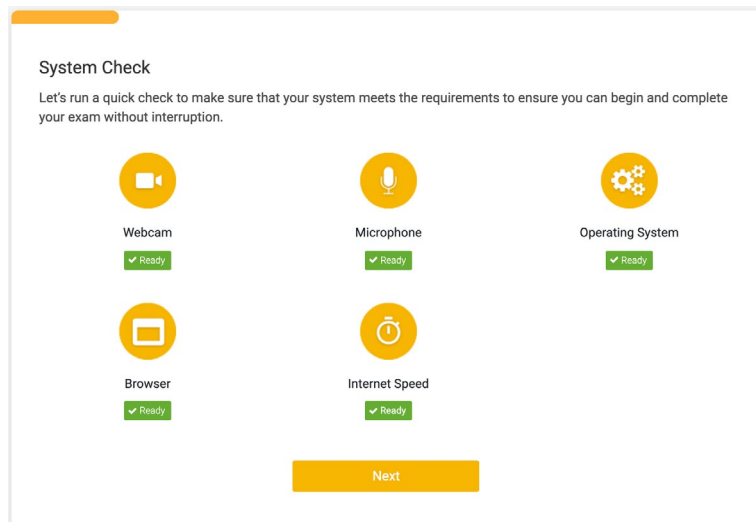 System Check
Let's run a quick check to make sure that your system meets the requirements to ensure you can begin and complete
your exam without interruption.
Webcam
Microphone
Operating System
Ready
Ready
Ready
Browser
Internet Speed
Ready
Ready
Next